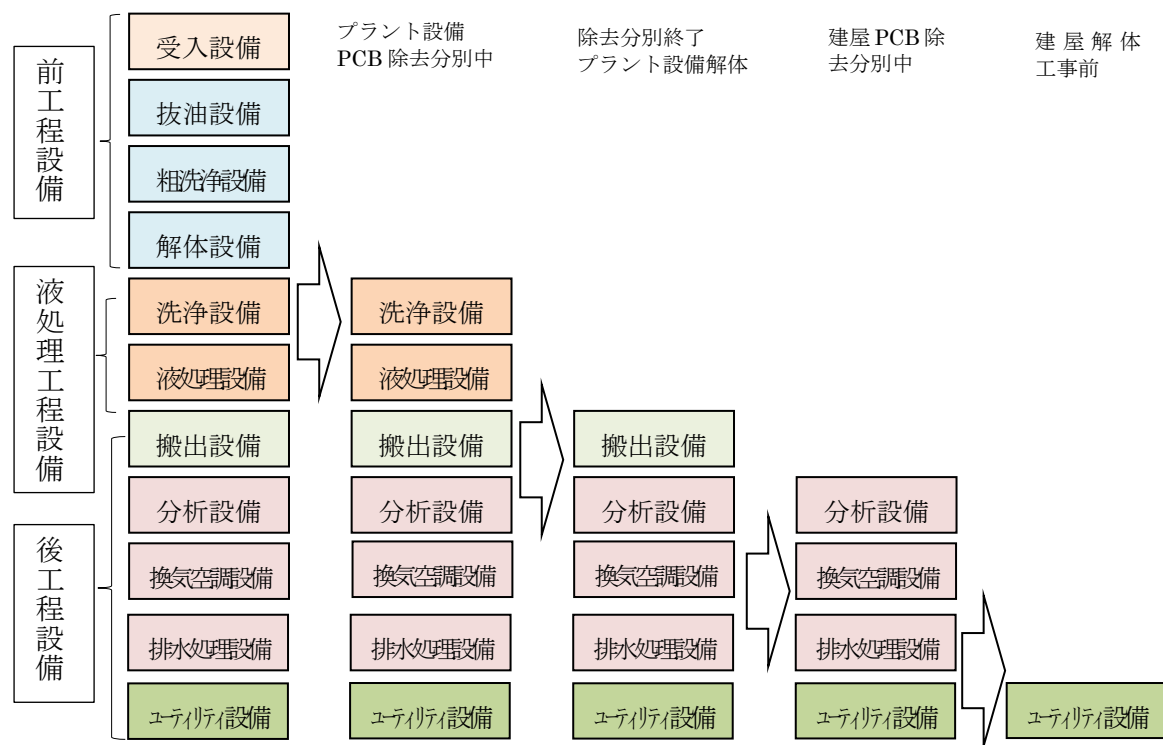 プラント設備
PCB 除去分別中
除去分別終了
プラント設備解体
建屋 PCB 除
去分別中
建屋解体
工事前
前工程設備
液処理工程設備
後工程設備
受入設備
抜油設備
粗洗浄設備
解体設備
洗浄設備
液処理設備
搬出設備
分析設備
換気空調設備
排水処理設備
ユーティリティ設備
洗浄設備
液処理設備
搬出設備
分析設備
換気空調設備
排水処理設備
ユーティリティ設備
搬出設備
分析設備
換気空調設備
排水処理設備
ユーティリティ設備
分析設備
換気空調設備
排水処理設備
ユーティリティ設備
ユーティリティ設備